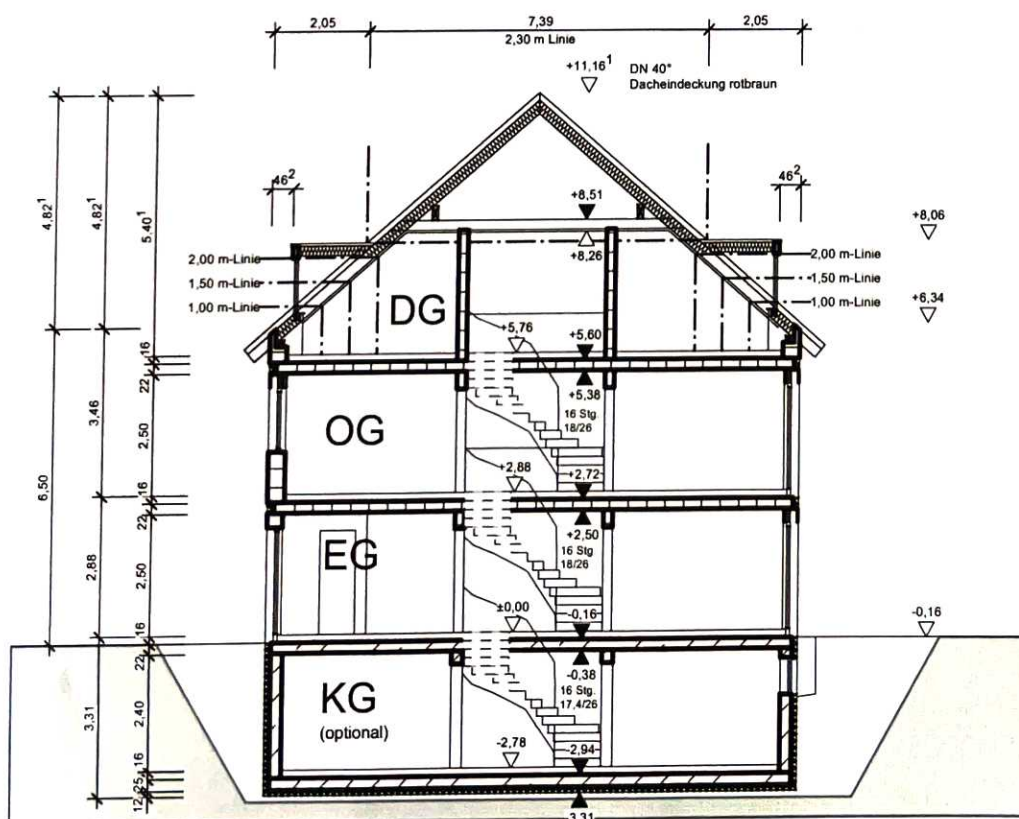 2,05
7,39
2,05
2,30 m Linie
+11,16¹
DN 40°
Dacheindeckung rotbraun
46²
46²
4,82¹
4,82¹
5,40¹
+8,51
+8,26
+8,06
2,00 m-Linie
1,50 m-Linie
1,00 m-Linie
2,00 m-Linie
1,50 m-Linie
1,00 m-Linie
+6,34
DG
+5,76
+5,60
16
22
+5,38
16 Stg.
18/26
OG
3,46
2,50
6,50
+2,88
+2,72
16
22
+2,50
16 Stg
18/26
EG
2,88
2,50
±0,00
-0,16
-0,16
16
22
-0,38
16 Stg.
17,4/26
KG
(optional)
3,31
2,40
-2,78
-2,94
16
25
12
-3,31